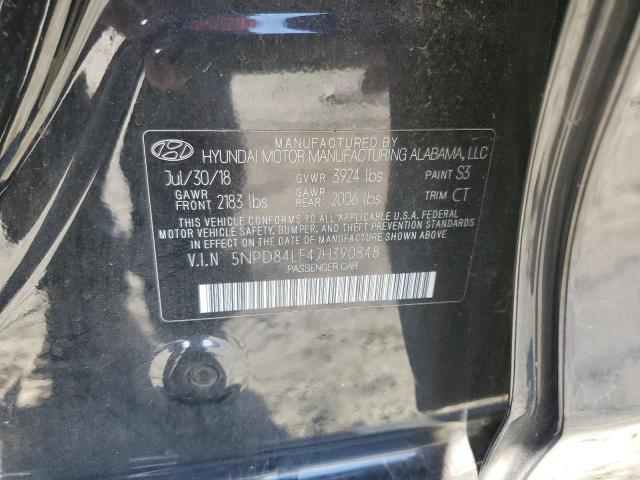 MANUFACTURED BY
HYUNDAI MOTOR MANUFACTURING ALABAMA, LLC
Jul/30/18 GVWR 3924 lbs PAINT S3
GAWR FRONT 2183 lbs GAWR REAR 2006 lbs TRIM CT
THIS VEHICLE CONFORMS TO ALL APPLICABLE U.S.A. FEDERAL
MOTOR VEHICLE SAFETY, BUMPER, AND THEFT PREVENTION STANDARDS
IN EFFECT ON THE DATE OF MANUFACTURE SHOWN ABOVE.
V.I.N 5NPD84LF4JH390848
PASSENGER CAR